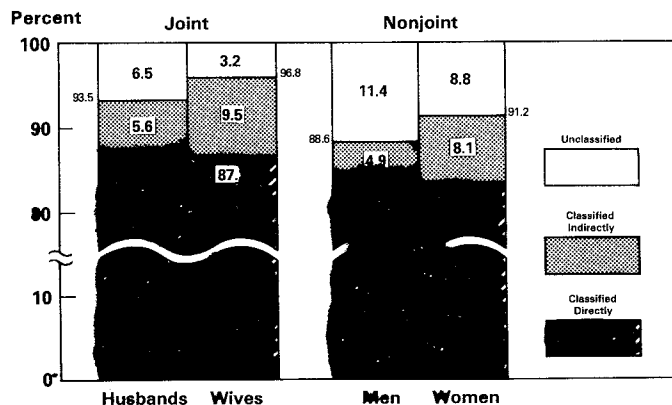 Percent
Joint
Nonjoint
100
90
80
10
0
6.5
3.2
93.5
96.8
5.6
9.5
87.
11.4
8.8
88.6
91.2
4.9
8.1
Unclassified
Classified
Indirectly
Classified
Directly
Husbands Wives
Men Women